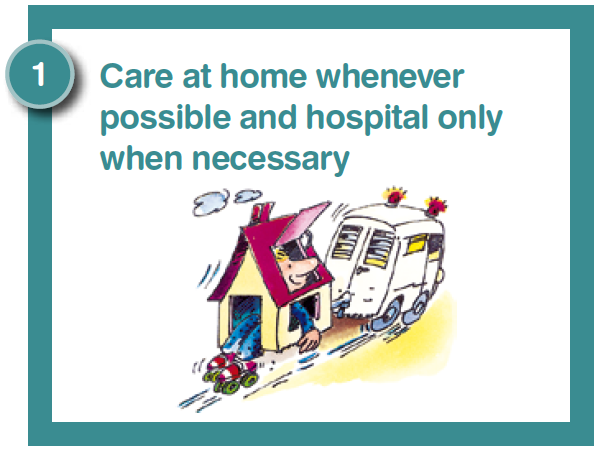 1
Care at home whenever
possible and hospital only
when necessary